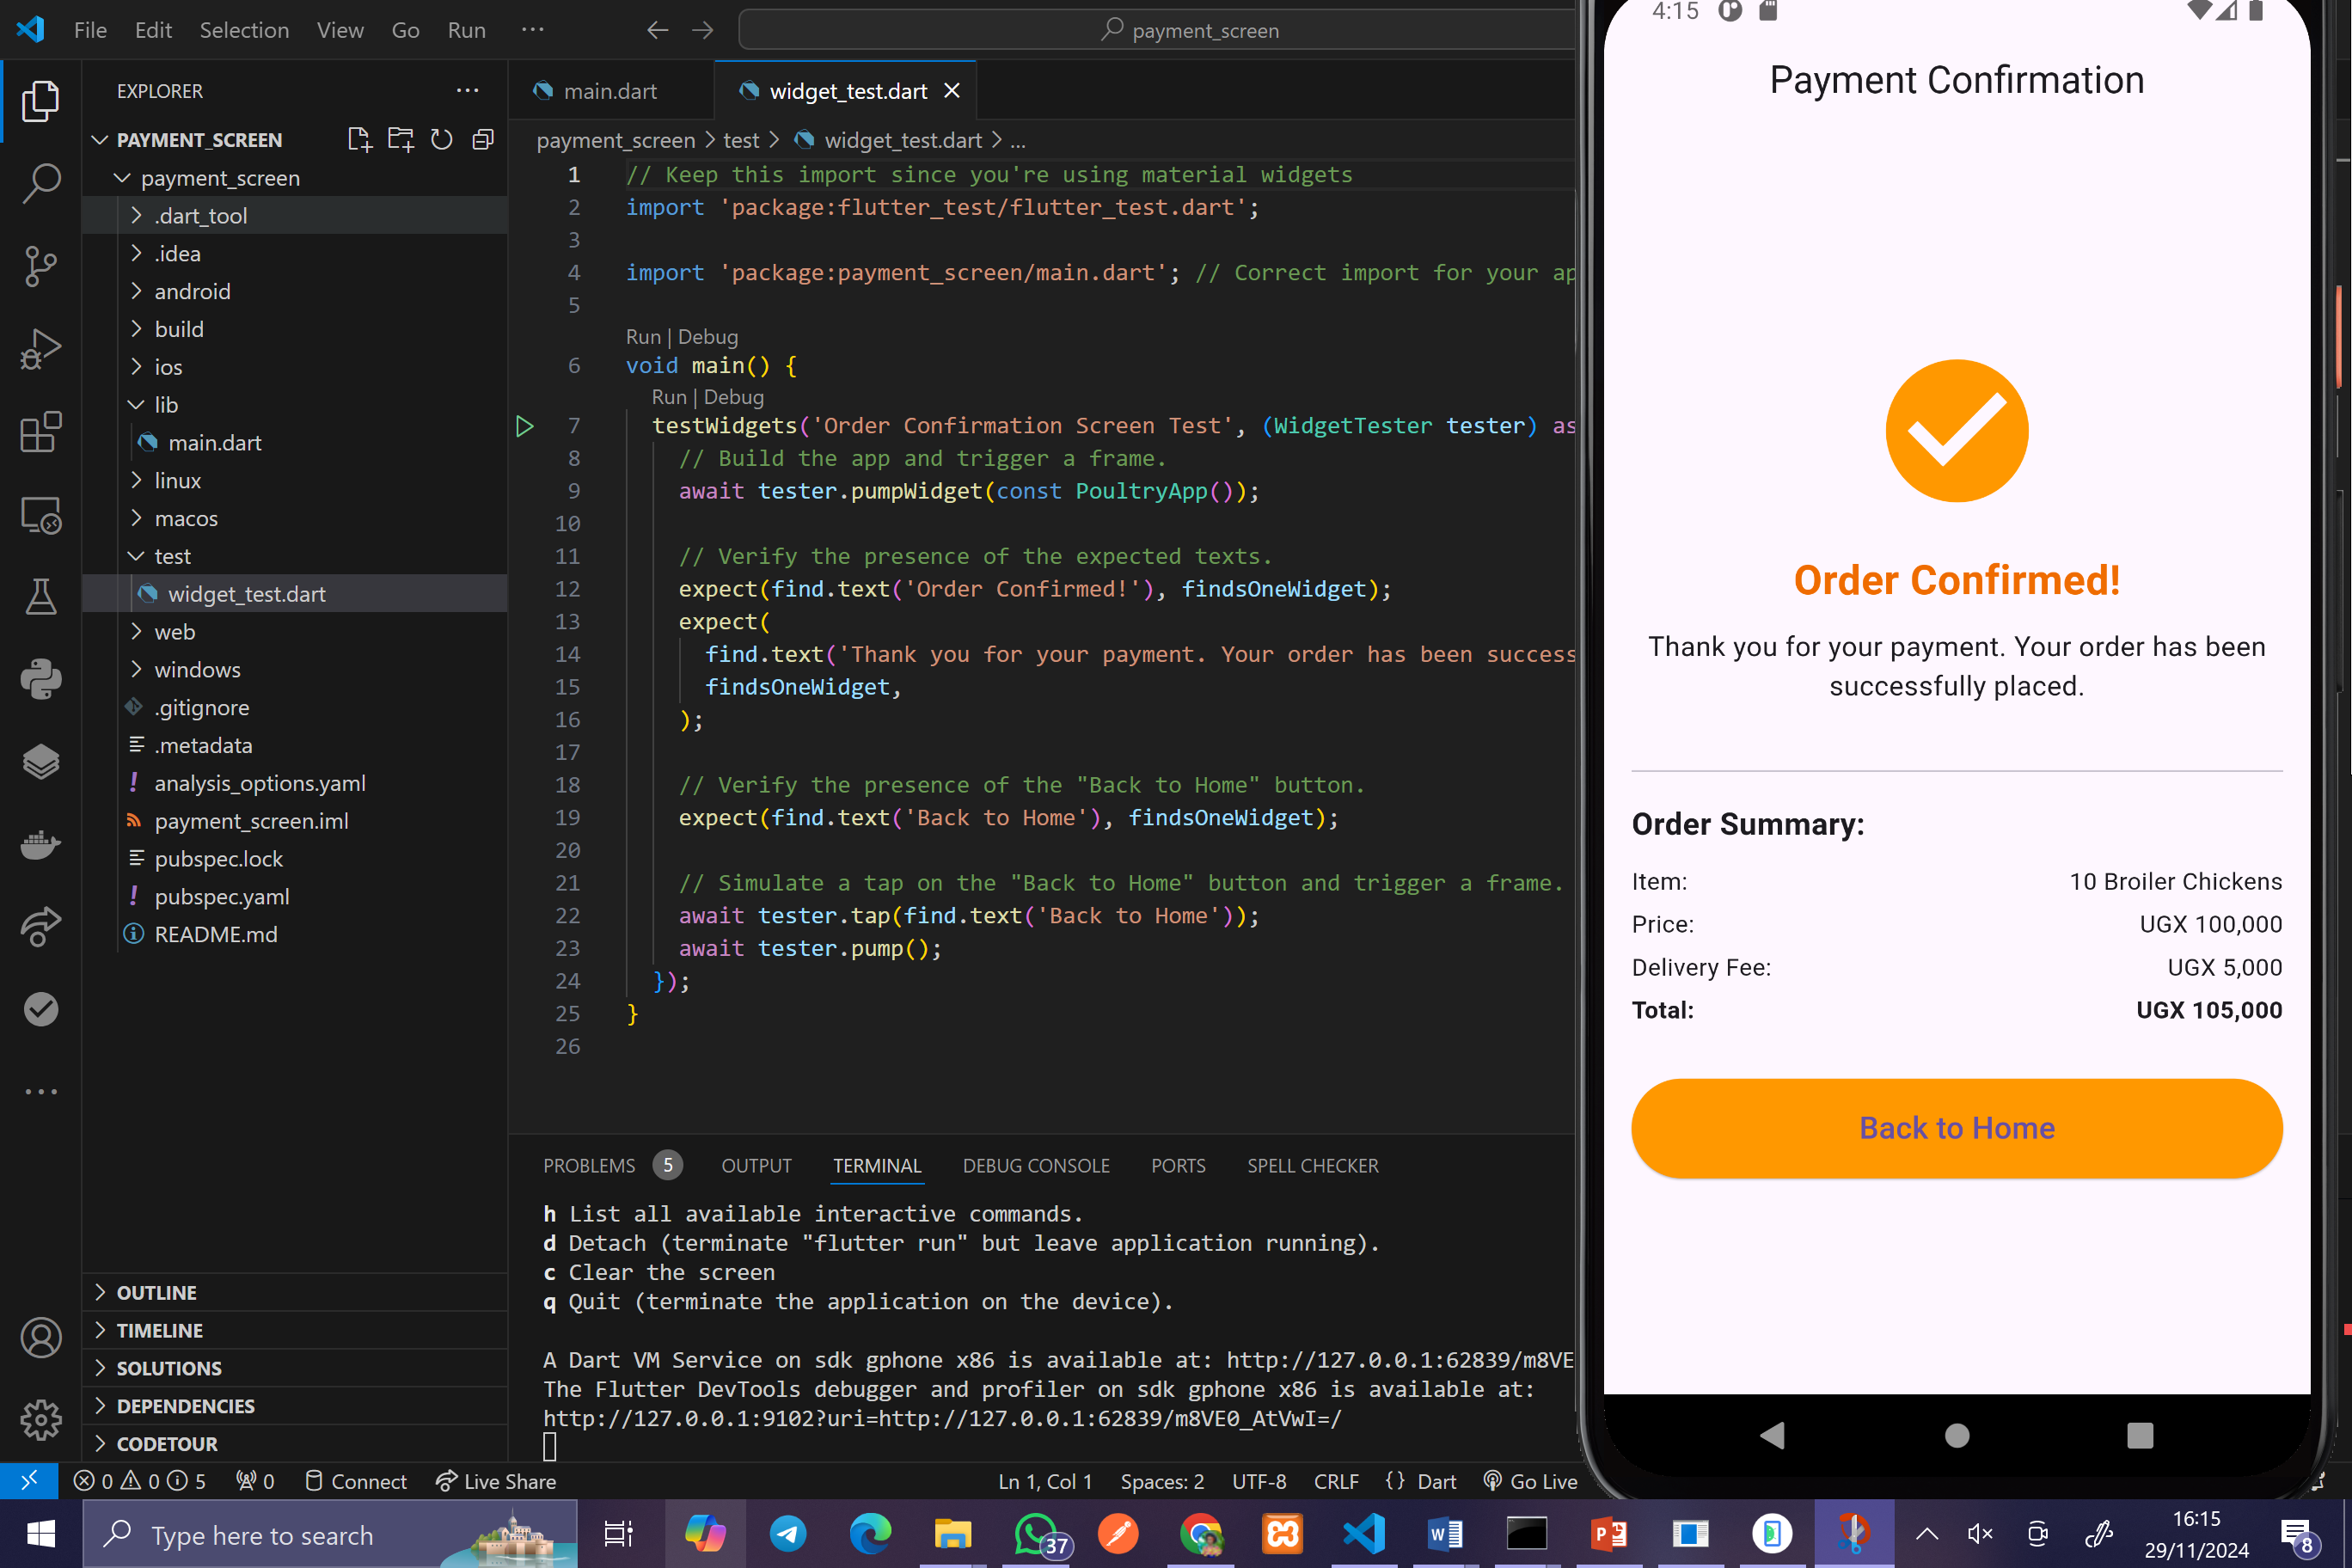 File Edit Selection View Go Run ···
payment_screen
EXPLORER
PAYMENT_SCREEN
payment_screen
.dart_tool
.idea
android
build
ios
lib
main.dart
linux
macos
test
widget_test.dart
web
windows
.gitignore
.metadata
analysis_options.yaml
payment_screen.iml
pubspec.lock
pubspec.yaml
README.md
OUTLINE
TIMELINE
SOLUTIONS
DEPENDENCIES
CODETOUR
main.dart
widget_test.dart
payment_screen > test > widget_test.dart > ...
1 // Keep this import since you're using material widgets
2 import 'package:flutter_test/flutter_test.dart';
3
4 import 'package:payment_screen/main.dart'; // Correct import for your ap
5
Run | Debug
6 void main() {
Run | Debug
7 testWidgets('Order Confirmation Screen Test', (WidgetTester tester) as
8 // Build the app and trigger a frame.
9 await tester.pumpWidget(const PoultryApp());
10
11 // Verify the presence of the expected texts.
12 expect(find.text('Order Confirmed!'), findsOneWidget);
13 expect(
14 find.text('Thank you for your payment. Your order has been success
15 findsOneWidget,
16 );
17
18 // Verify the presence of the "Back to Home" button.
19 expect(find.text('Back to Home'), findsOneWidget);
20
21 // Simulate a tap on the "Back to Home" button and trigger a frame.
22 await tester.tap(find.text('Back to Home'));
23 await tester.pump();
24 });
25 }
26
PROBLEMS 5 OUTPUT TERMINAL DEBUG CONSOLE PORTS SPELL CHECKER
h List all available interactive commands.
d Detach (terminate "flutter run" but leave application running).
c Clear the screen
q Quit (terminate the application on the device).
A Dart VM Service on sdk gphone x86 is available at: http://127.0.0.1:62839/m8VE
The Flutter DevTools debugger and profiler on sdk gphone x86 is available at:
http://127.0.0.1:9102?uri=http://127.0.0.1:62839/m8VE0_AtVwI=/
4:15
Payment Confirmation
Order Confirmed!
Thank you for your payment. Your order has been
successfully placed.
Order Summary:
Item: 10 Broiler Chickens
Price: UGX 100,000
Delivery Fee: UGX 5,000
Total: UGX 105,000
Back to Home
0 0 5 0 Connect Live Share Ln 1, Col 1 Spaces: 2 UTF-8 CRLF {} Dart Go Live
Type here to search
37
16:15
29/11/2024
8